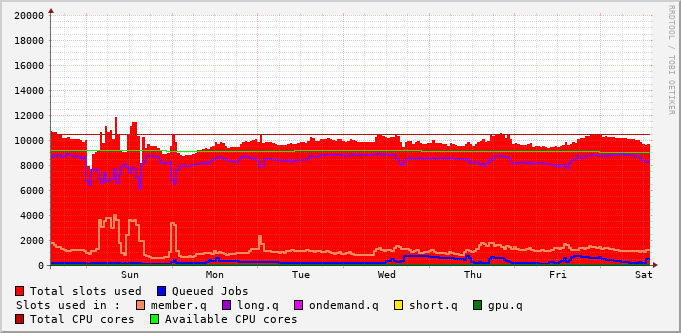 RRDTOOL / TOBI OETIKER
20000
18000
16000
14000
12000
10000
8000
6000
4000
2000
0
Sun Mon Tue Wed Thu Fri Sat
Total slots used Queued Jobs
Slots used in : member.q long.q ondemand.q short.q gpu.q
Total CPU cores Available CPU cores